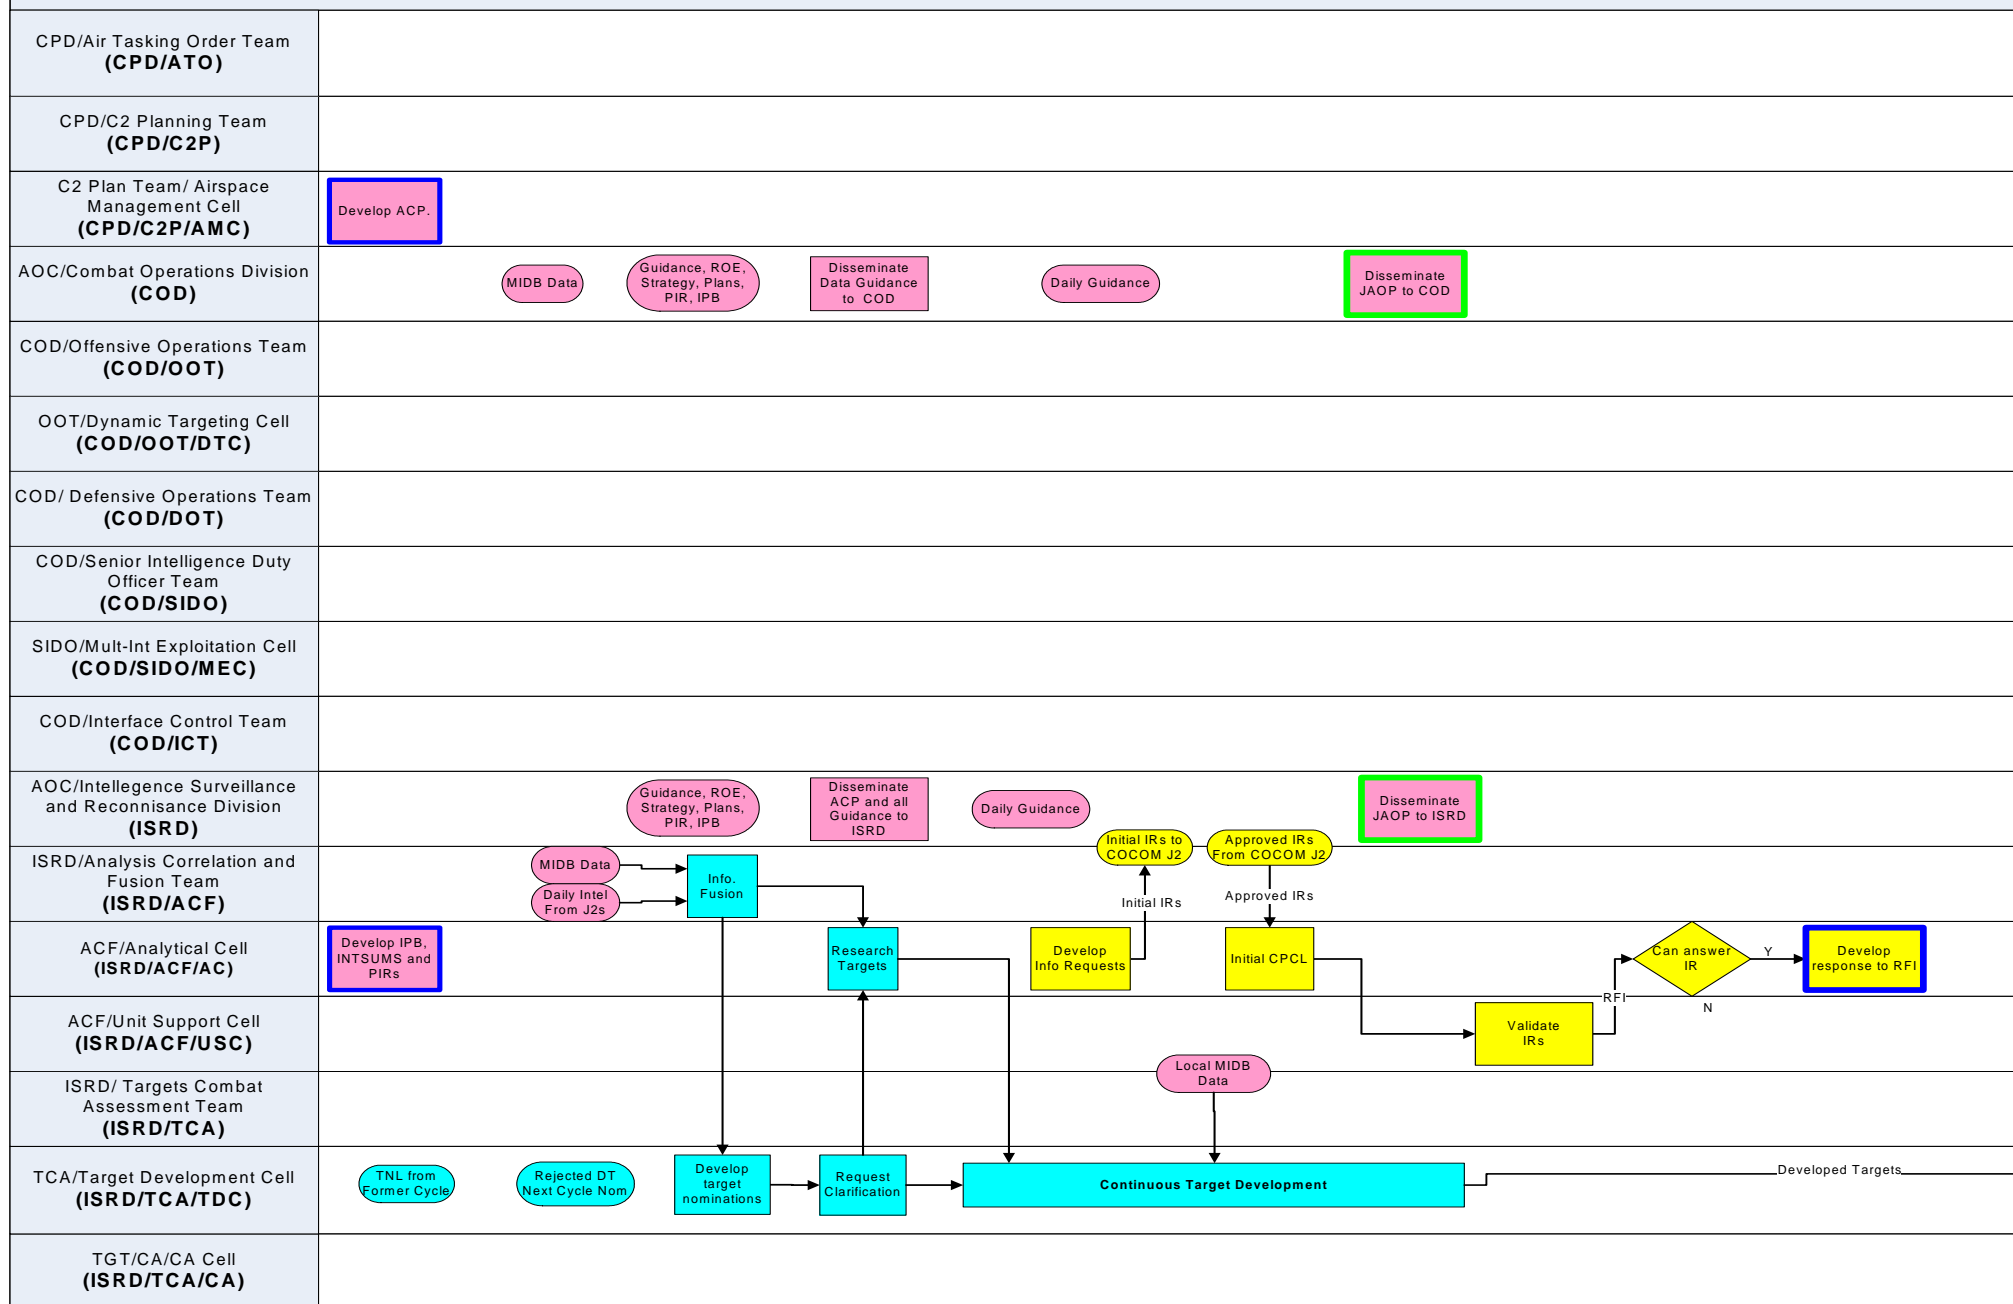 CPD/Air Tasking Order Team
(CPD/ATO)
CPD/C2 Planning Team
(CPD/C2P)
C2 Plan Team/ Airspace
Management Cell
(CPD/C2P/AMC)
Develop ACP.
AOC/Combat Operations Division
(COD)
MIDB Data
Guidance, ROE,
Strategy, Plans,
PIR, IPB
Disseminate
Data Guidance
to COD
Daily Guidance
Disseminate
JAOP to COD
COD/Offensive Operations Team
(COD/OOT)
OOT/Dynamic Targeting Cell
(COD/OOT/DTC)
COD/ Defensive Operations Team
(COD/DOT)
COD/Senior Intelligence Duty
Officer Team
(COD/SIDO)
SIDO/Mult-Int Exploitation Cell
(COD/SIDO/MEC)
COD/Interface Control Team
(COD/ICT)
AOC/Intellegence Surveillance
and Reconnisance Division
(ISRD)
Guidance, ROE,
Strategy, Plans,
PIR, IPB
Disseminate
ACP and all
Guidance to
ISRD
Daily Guidance
Disseminate
JAOP to ISRD
Initial IRs to
COCOM J2
Approved IRs
From COCOM J2
ISRD/Analysis Correlation and
Fusion Team
(ISRD/ACF)
MIDB Data
Daily Intel
From J2s
Info.
Fusion
Initial IRs
Approved IRs
ACF/Analytical Cell
(ISRD/ACF/AC)
Develop IPB,
INTSUMS and
PIRs
Research
Targets
Develop
Info Requests
Initial CPCL
Can answer
IR
Y
Develop
response to RFI
RFI
N
ACF/Unit Support Cell
(ISRD/ACF/USC)
Validate
IRs
Local MIDB
Data
ISRD/ Targets Combat
Assessment Team
(ISRD/TCA)
TCA/Target Development Cell
(ISRD/TCA/TDC)
TNL from
Former Cycle
Rejected DT
Next Cycle Nom
Develop
target
nominations
Request
Clarification
Continuous Target Development
Developed Targets
TGT/CA/CA Cell
(ISRD/TCA/CA)